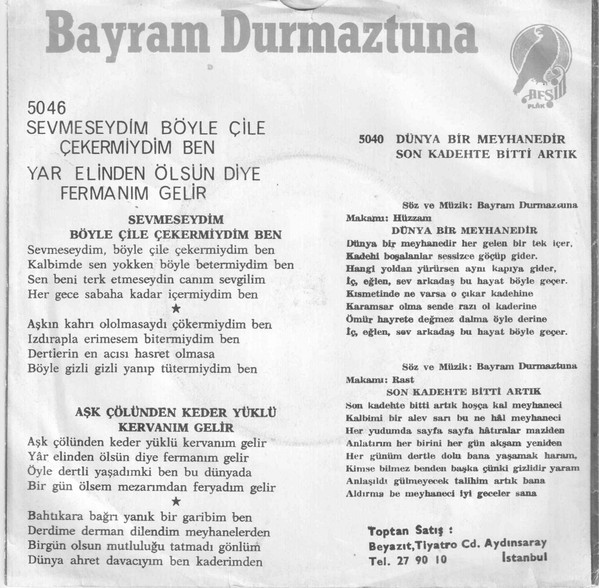 Bayram Durmaztuna
AFŞİN
PLÂK
5046
SEVMESEYDİM BÖYLE ÇİLE
ÇEKERMİYDİM BEN
YAR ELİNDEN ÖLSÜN DİYE
FERMANIM GELİR
SEVMESEYDİM
BÖYLE ÇİLE ÇEKERMİYDİM BEN
Sevmeseydim, böyle çile çekermiydim ben
Kalbimde sen yokken böyle betermiydim ben
Sen beni terk etmeseydin canım sevgilim
Her gece sabaha kadar içermiydim ben
★
Aşkın kahrı ololmasaydı çökermiydim ben
Izdırapla erimesem bitermiydim ben
Dertlerin en acısı hasret olmasa
Böyle gizli gizli yanıp tütermiydim ben
AŞK ÇÖLÜNDEN KEDER YÜKLÜ
KERVANIM GELİR
Aşk çölünden keder yüklü kervanım gelir
Yâr elinden ölsün diye fermanım gelir
Öyle dertli yaşadımki ben bu dünyada
Bir gün ölsem mezarımdan feryadım gelir
★
Bahtıkara bağrı yanık bir garibim ben
Derdime derman dilendim meyhanelerden
Birgün olsun mutluluğu tatmadı gönlüm
Dünya ahret davacıyım ben kaderimden
5040 DÜNYA BİR MEYHANEDİR
SON KADEHTE BİTTİ ARTIK
Söz ve Müzik: Bayram Durmaztuna
Makamı: Hüzzam
DÜNYA BİR MEYHANEDİR
Dünya bir meyhanedir her gelen bir tek içer,
Kadehi boşalanlar sessizce göçüp gider.
Hangi yoldan yürürsen aynı kapıya gider,
İç, eğlen, sev arkadaş bu hayat böyle geçer.
Kısmetinde ne varsa o çıkar kadehine
Karamsar olma sende razı ol kaderine
Ömür hayrete değmez dalma öyle derine
İç, eğlen, sev arkadaş bu hayat böyle geçer.
Söz ve Müzik: Bayram Durmaztuna
Makamı: Rast
SON KADEHTE BİTTİ ARTIK
Son kadehte bitti artık hoşça kal meyhaneci
Kalbimi bir alev sarı bu ne hâl meyhaneci
Her yudumda sayfa sayfa hâtıralar maziden
Anlatırım her birini her gün akşam yeniden
Her günüm dertle dolu bana yaşamak haram,
Kimse bilmez benden başka çünki gizlidir yaram
Anlaşıldı gülmeyecek talihim artık bana
Aldırma be meyhaneci iyi geceler sana
Toptan Satış :
Beyazıt,Tiyatro Cd. Aydınsaray
Tel. 27 90 10 İstanbul